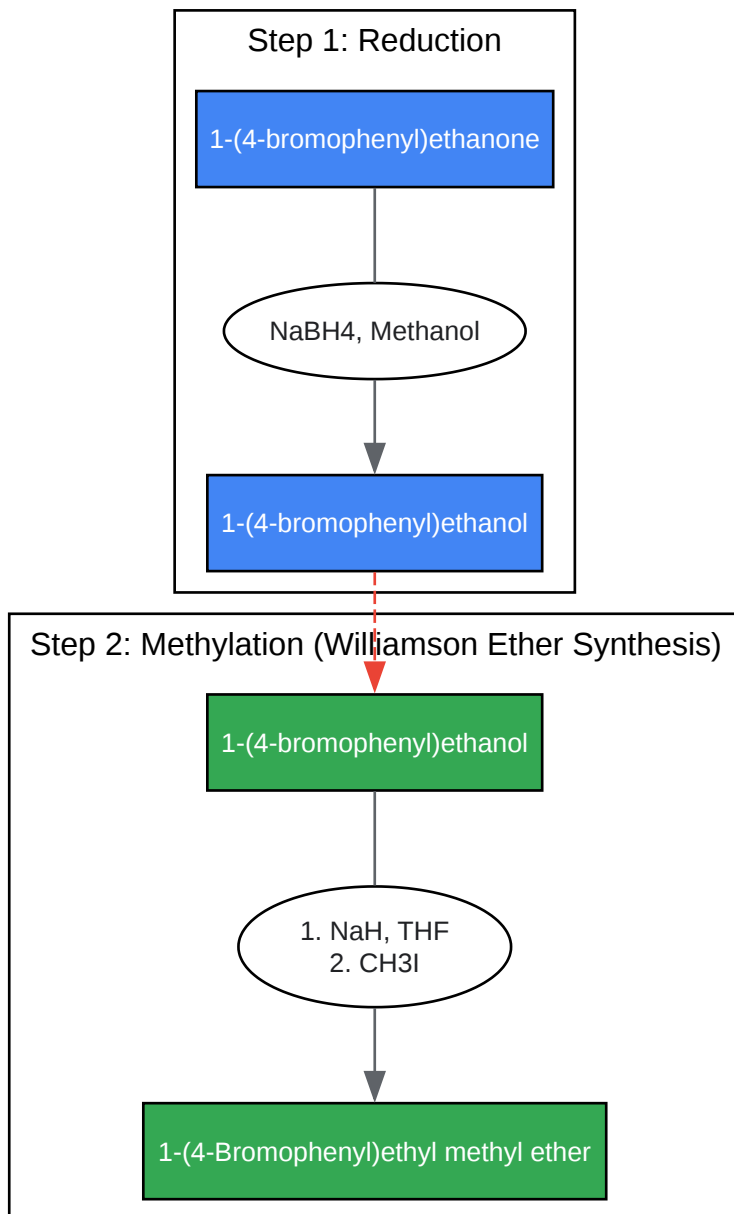 Step 1: Reduction
1-(4-bromophenyl)ethanone
NaBH4, Methanol
1-(4-bromophenyl)ethanol
Step 2: Methylation (Williamson Ether Synthesis)
1-(4-bromophenyl)ethanol
1. NaH, THF
2. CH3I
1-(4-Bromophenyl)ethyl methyl ether